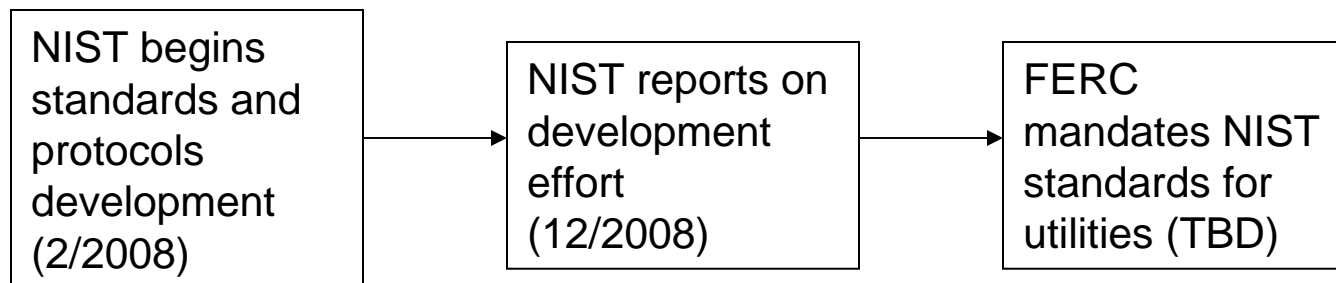 NIST begins
standards and
protocols
development
(2/2008)
NIST reports on
development
effort
(12/2008)
FERC
mandates NIST
standards for
utilities (TBD)